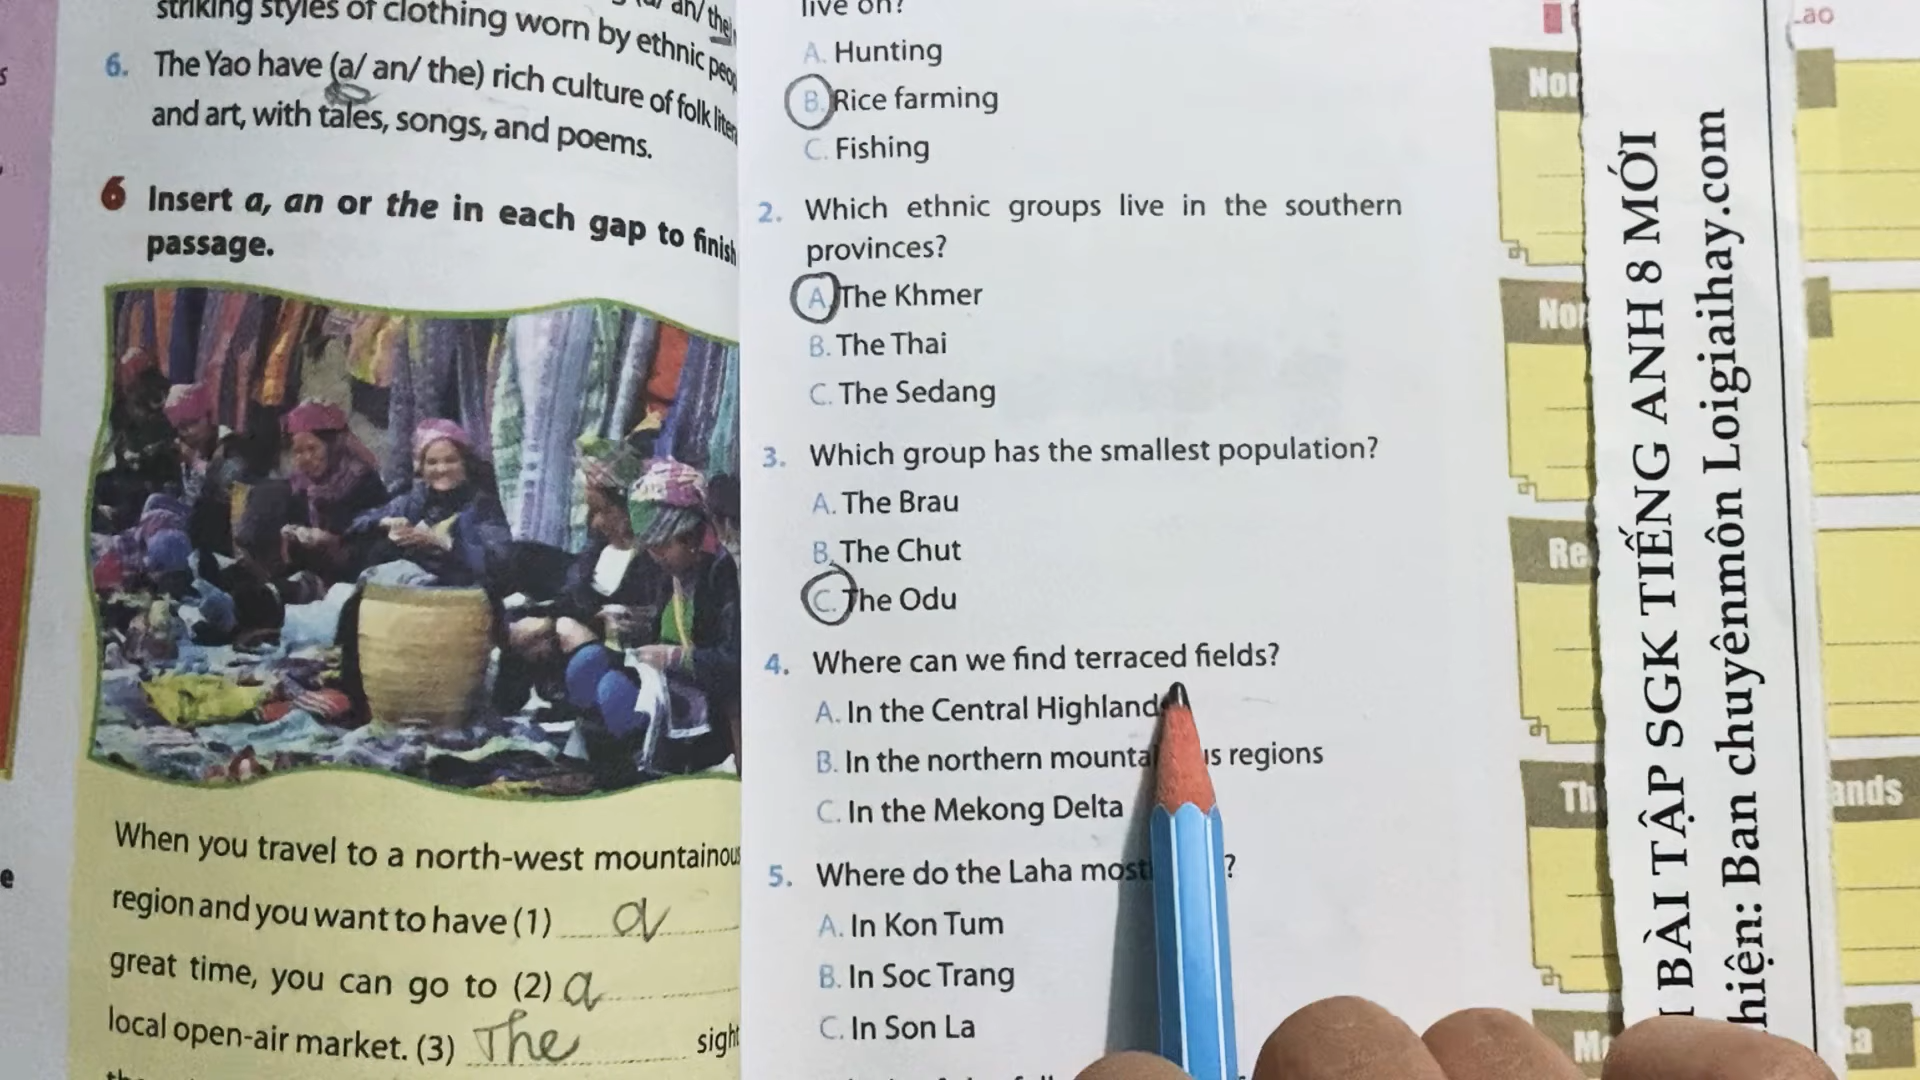 striking styles of clothing worn by ethnic
an/ the
6. The Yao have (a/ an/ the) rich culture of folk
and art, with tales, songs, and poems.
6 Insert a, an or the in each gap to finish
passage.
When you travel to a north-west mountainous
region and you want to have (1) a
great time, you can go to (2) a
local open-air market. (3) The sight
live on?
A. Hunting
B. Rice farming
C. Fishing
2. Which ethnic groups live in the southern
provinces?
A. The Khmer
B. The Thai
C. The Sedang
3. Which group has the smallest population?
A. The Brau
B. The Chut
C. The Odu
4. Where can we find terraced fields?
A. In the Central Highland
B. In the northern regions
C. In the Mekong Delta
5. Where do the Laha ?
A. In Kon Tum
B. In Soc Trang
C. In Son La
BÀI TẬP SGK TIẾNG ANH 8 MỚI
Ban chuyênmôn Loigiaihay.com